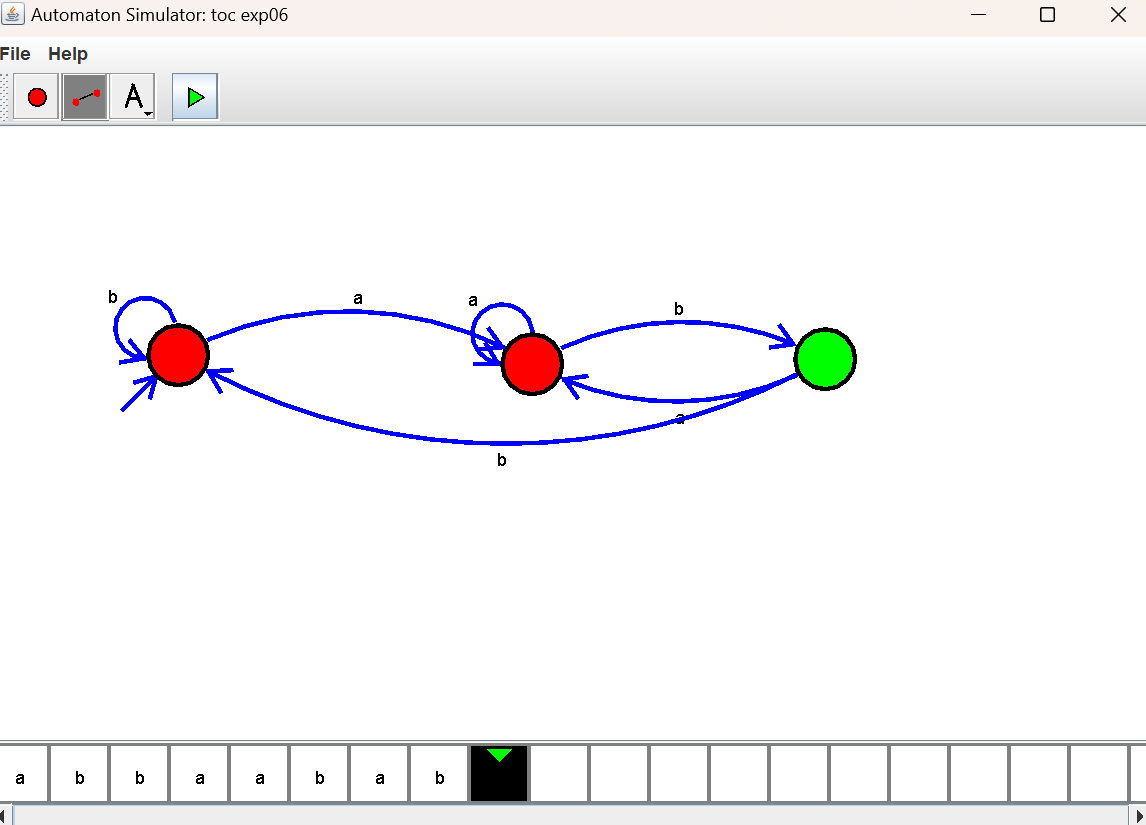 Automaton Simulator: toc exp06
File Help
A
b a a b
a
b
a b b a a b a b